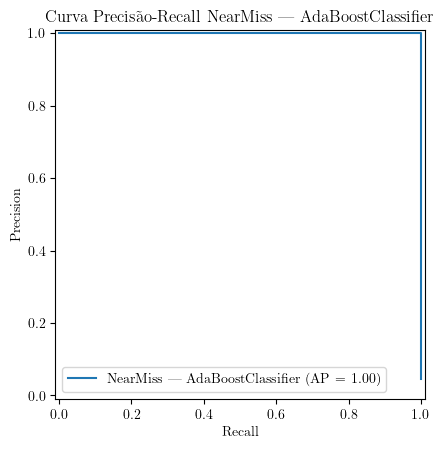 Curva Precisão-Recall NearMiss — AdaBoostClassifier
1.0
0.8
0.6
0.4
0.2
0.0
Precision
NearMiss — AdaBoostClassifier (AP = 1.00)
0.0 0.2 0.4 0.6 0.8 1.0
Recall